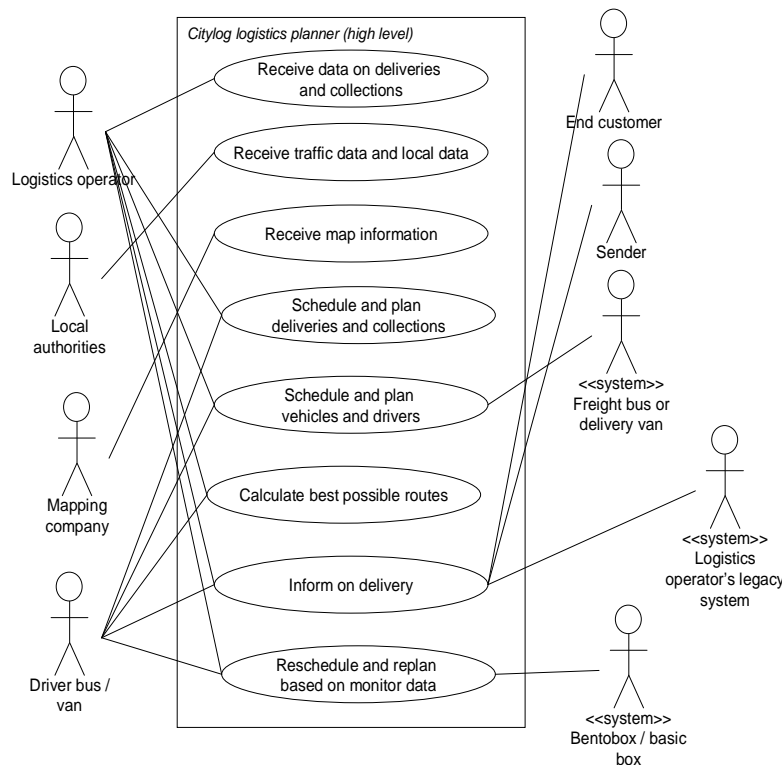 Citylog logistics planner (high level)
Receive data on deliveries
and collections
Receive traffic data and local data
Receive map information
Schedule and plan
deliveries and collections
Schedule and plan
vehicles and drivers
Calculate best possible routes
Inform on delivery
Reschedule and replan
based on monitor data
Logistics operator
Local
authorities
Mapping
company
Driver bus /
van
End customer
Sender
<<system>>
Freight bus or
delivery van
<<system>>
Logistics
operator's legacy
system
<<system>>
Bentobox / basic
box